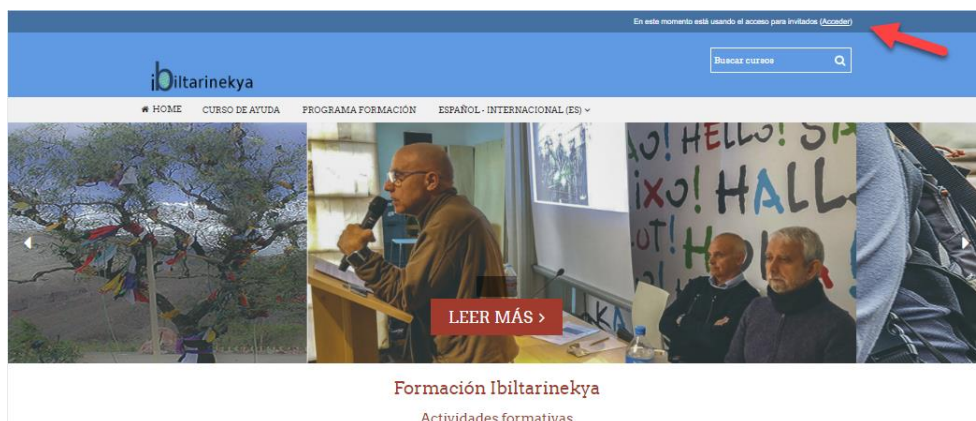 En este momento está usando el acceso para invitados (Acceder)
Buscar cursos
ibiltarinekya
HOME CURSO DE AYUDA PROGRAMA FORMACIÓN ESPAÑOL - INTERNACIONAL (ES)
HELLO!
IXO! HALL
LEER MÁS >
Formación Ibiltarinekya
Actividades formativas